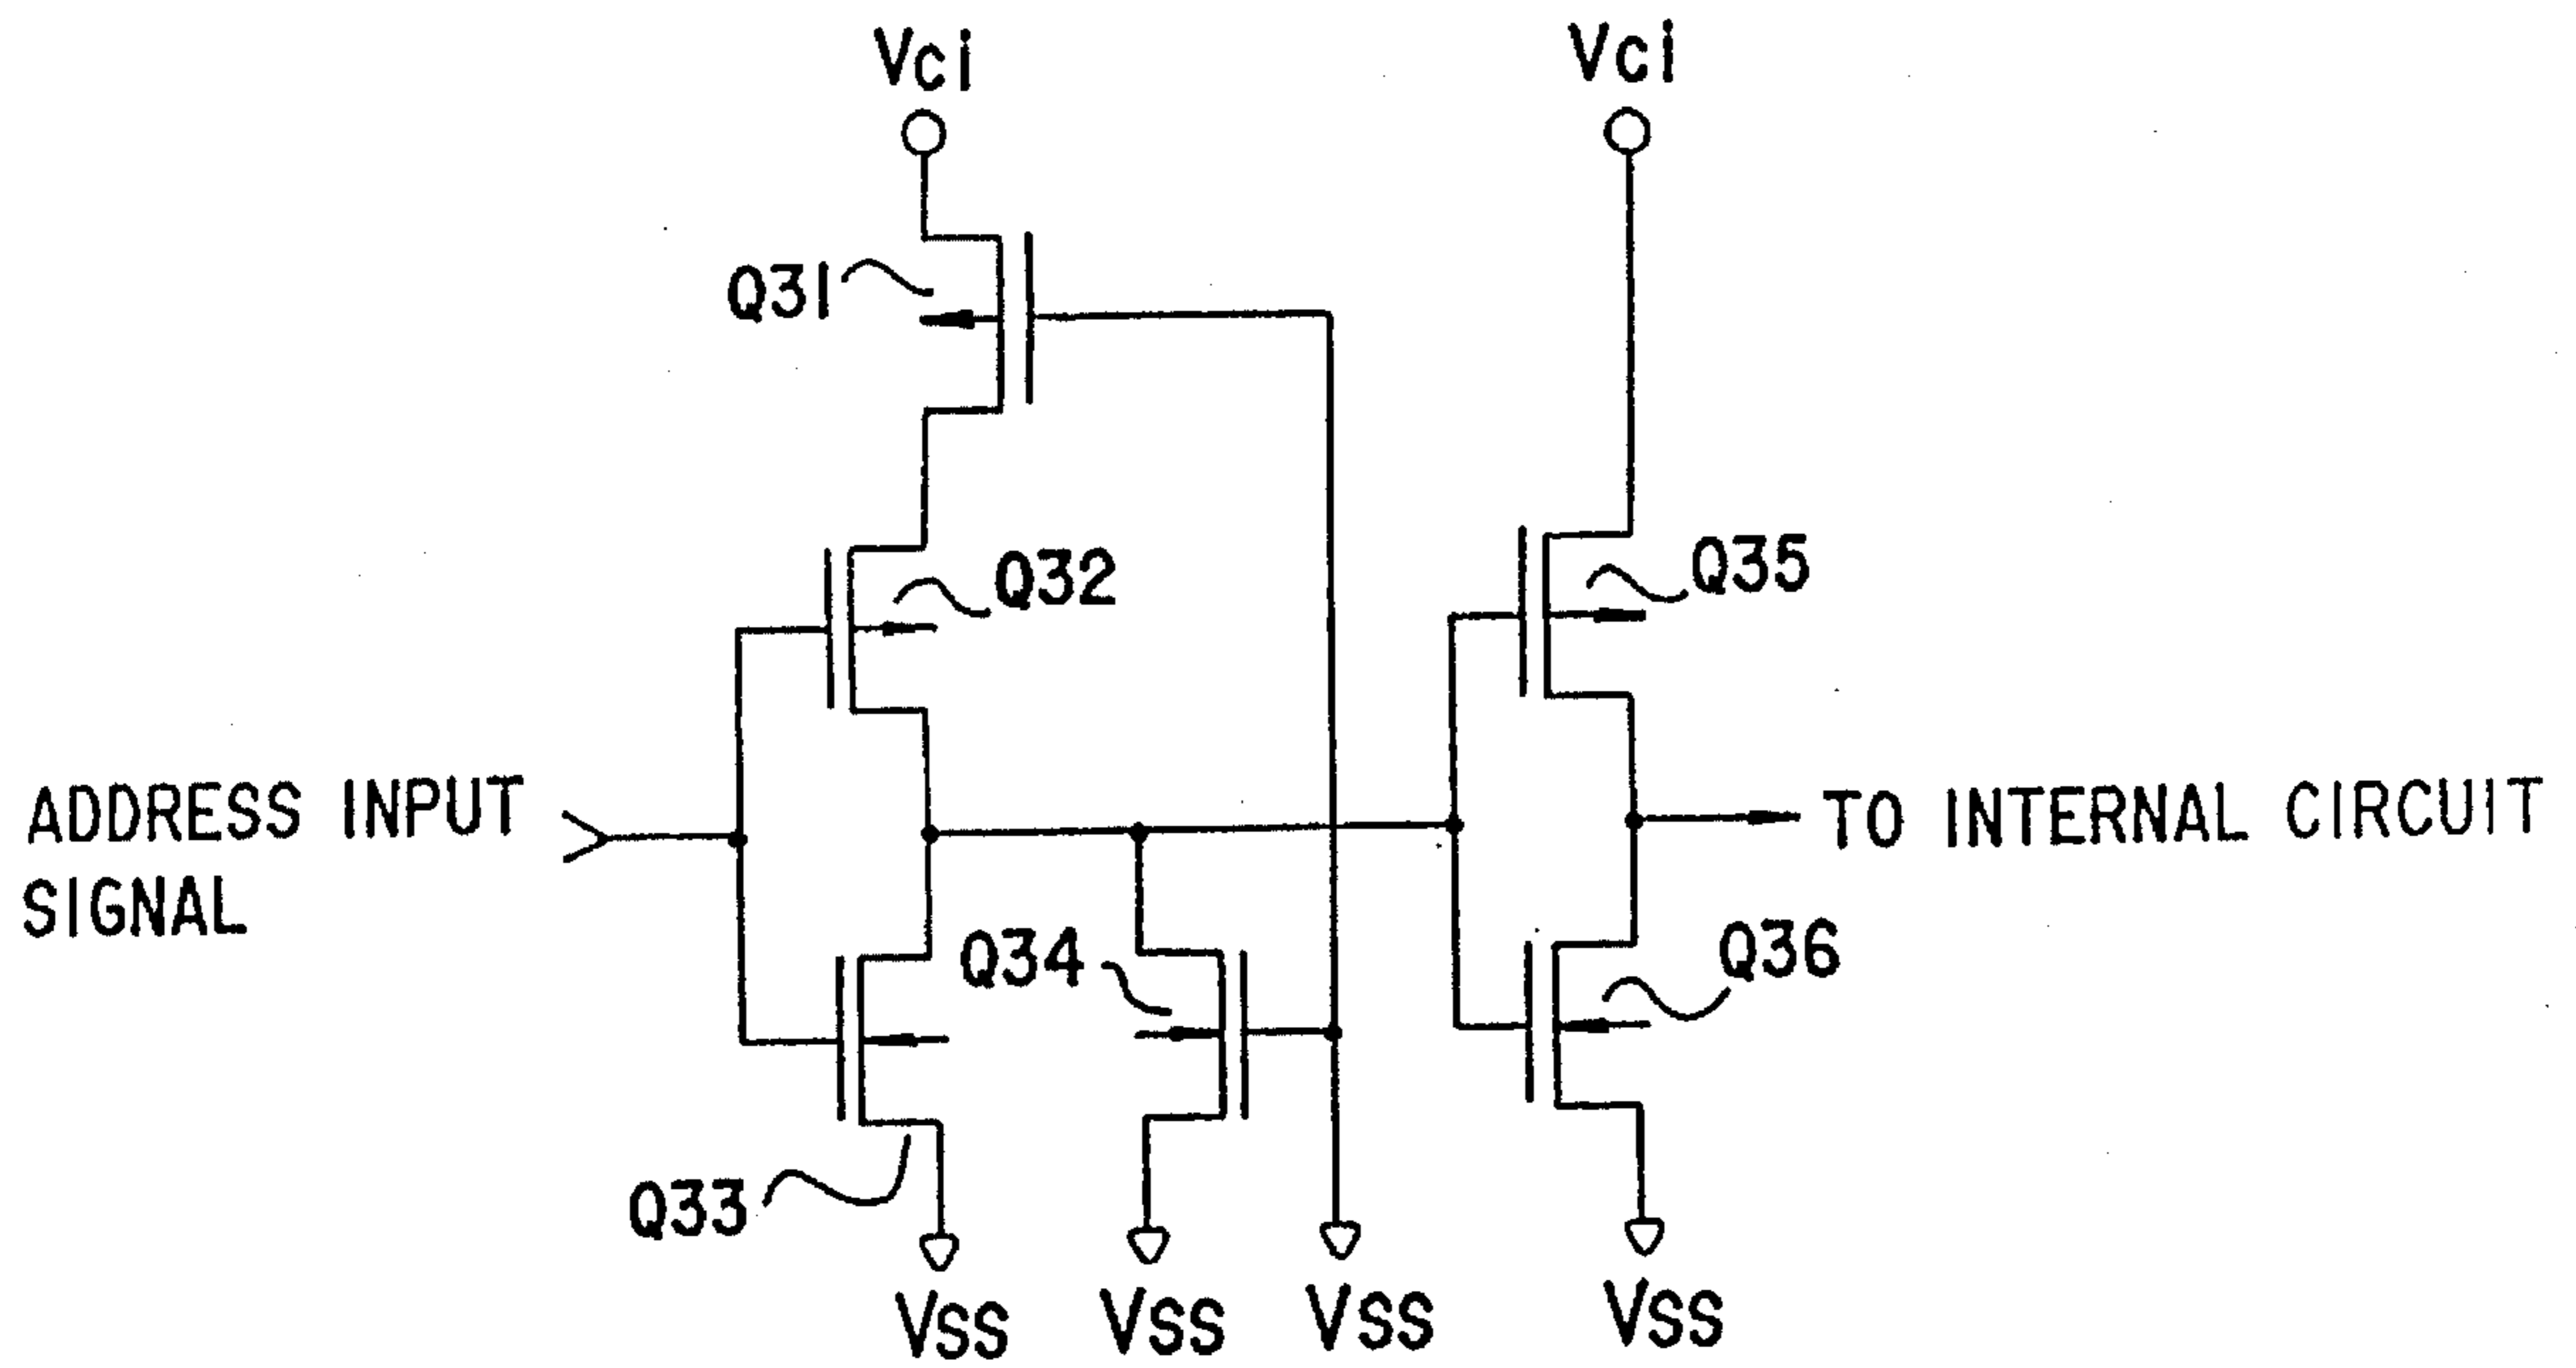 Vci
Vci
Q31
Q32
Q35
ADDRESS INPUT
SIGNAL
TO INTERNAL CIRCUIT
Q34
Q36
Q33
VSS
VSS
VSS
VSS